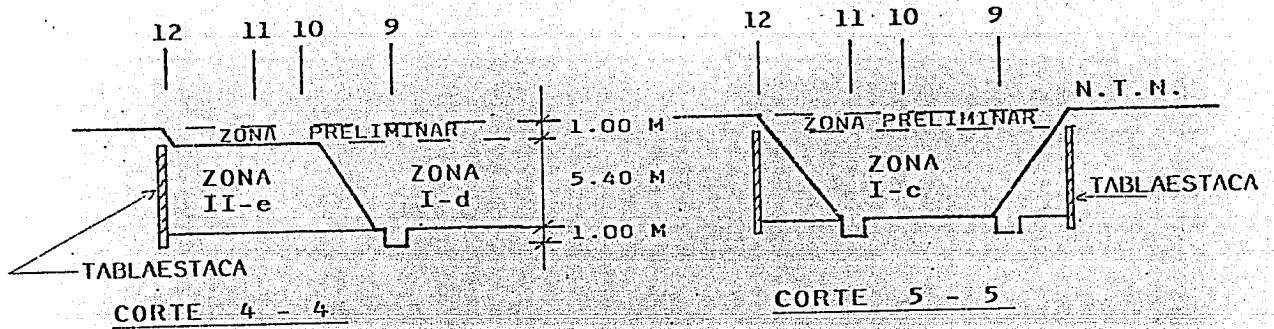 12 11 10 9
ZONA PRELIMINAR
1.00 M
ZONA
II-e
ZONA
I-d
5.40 M
1.00 M
TABLAESTACA
CORTE 4 - 4
12 11 10 9
N.T.N.
ZONA PRELIMINAR
ZONA
I-c
TABLAESTACA
CORTE 5 - 5